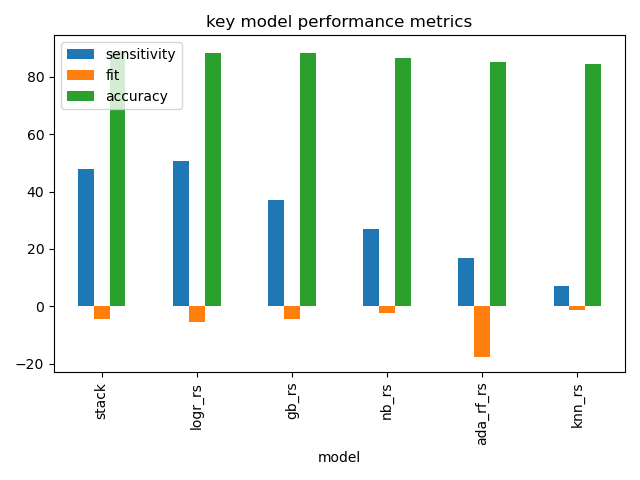 key model performance metrics
sensitivity
fit
accuracy
80
60
40
20
0
−20
stack
logr_rs
gb_rs
nb_rs
ada_rf_rs
knn_rs
model